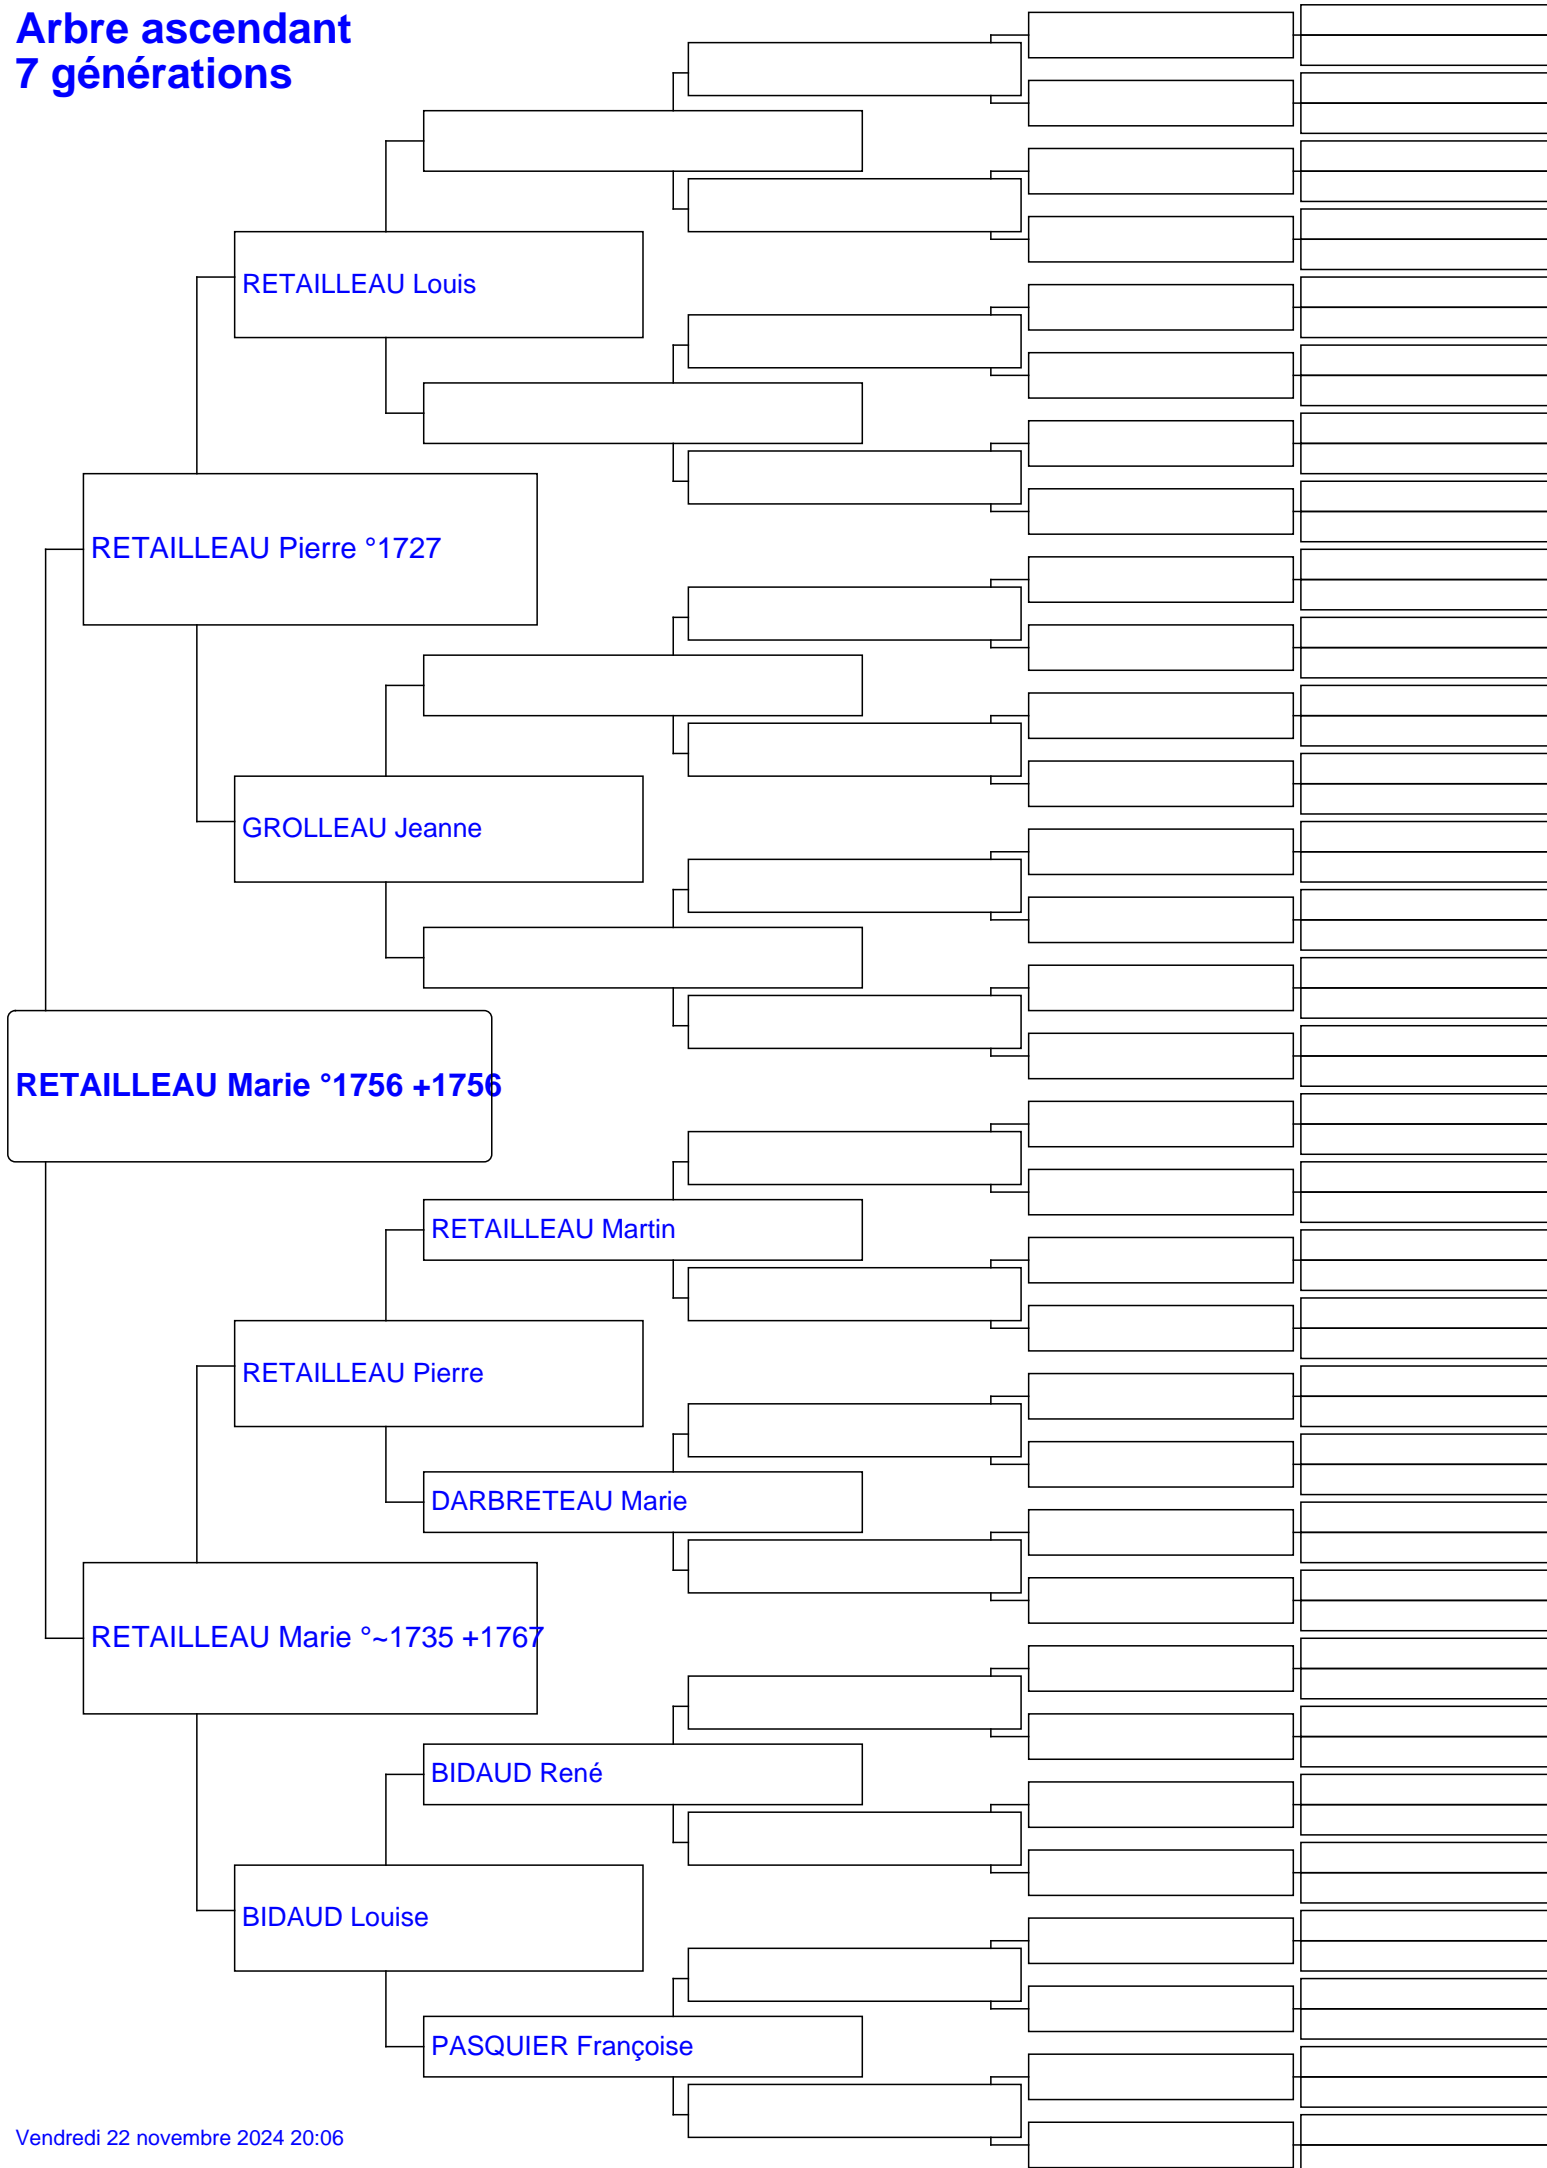 Arbre ascendant
7 générations
RETAILLEAU Louis
RETAILLEAU Pierre °1727
GROLLEAU Jeanne
RETAILLEAU Marie °1756 +1756
RETAILLEAU Martin
RETAILLEAU Pierre
DARBRETEAU Marie
RETAILLEAU Marie °~1735 +1767
BIDAUD René
BIDAUD Louise
PASQUIER Françoise
Vendredi 22 novembre 2024 20:06